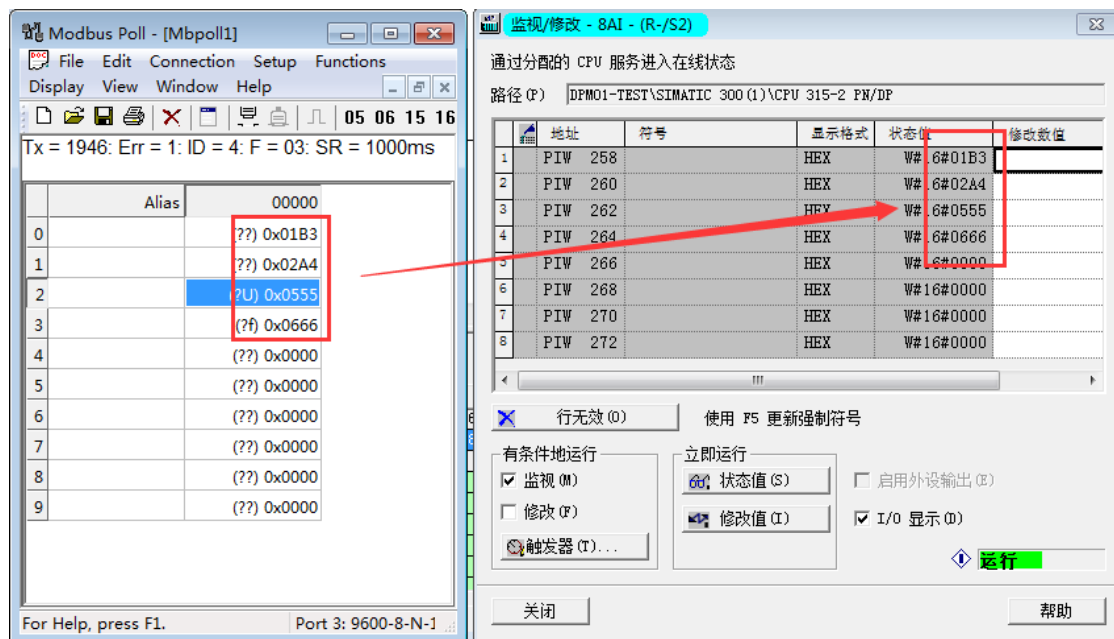 Modbus Poll - [Mbpoll1]
File Edit Connection Setup Functions
Display View Window Help
05 06 15 16
Tx = 1946: Err = 1: ID = 4: F = 03: SR = 1000ms
Alias 00000
0 (??) 0x01B3
1 (??) 0x02A4
2 (?U) 0x0555
3 (?f) 0x0666
4 (??) 0x0000
5 (??) 0x0000
6 (??) 0x0000
7 (??) 0x0000
8 (??) 0x0000
9 (??) 0x0000
For Help, press F1. Port 3: 9600-8-N-1
监视/修改 - 8AI - (R-/S2)
通过分配的 CPU 服务进入在线状态
路径(P) DPM01-TEST\SIMATIC 300(1)\CPU 315-2 PN/DP
地址 符号 显示格式 状态值 修改数值
1 PIW 258 HEX W#16#01B3
2 PIW 260 HEX W#16#02A4
3 PIW 262 HEX W#16#0555
4 PIW 264 HEX W#16#0666
5 PIW 266 HEX W#16#0000
6 PIW 268 HEX W#16#0000
7 PIW 270 HEX W#16#0000
8 PIW 272 HEX W#16#0000
行无效(O) 使用 F5 更新强制符号
有条件地运行 立即运行
监视(M) 状态值(S) 启用外设输出(E)
修改(F) 修改值(I) I/O 显示(D)
触发器(T)...
运行
关闭 帮助